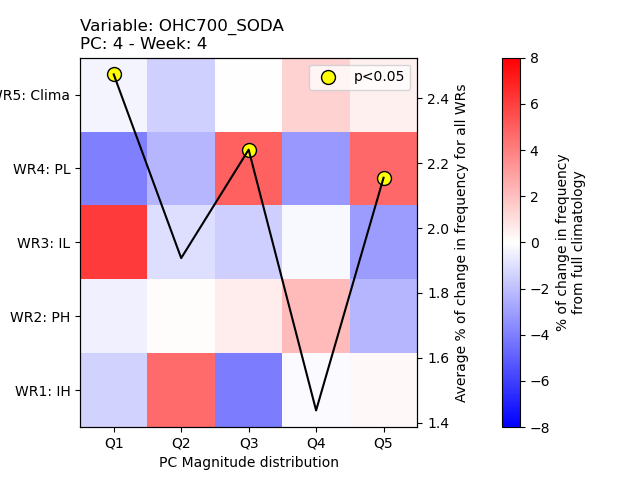 Variable: OHC700_SODA
PC: 4 - Week: 4
p<0.05
WR5: Clima
WR4: PL
WR3: IL
WR2: PH
WR1: IH
Q1 Q2 Q3 Q4 Q5
PC Magnitude distribution
2.4
2.2
2.0
1.8
1.6
1.4
Average % of change in frequency for all WRs
8
6
4
2
0
−2
−4
−6
−8
% of change in frequency
from full climatology